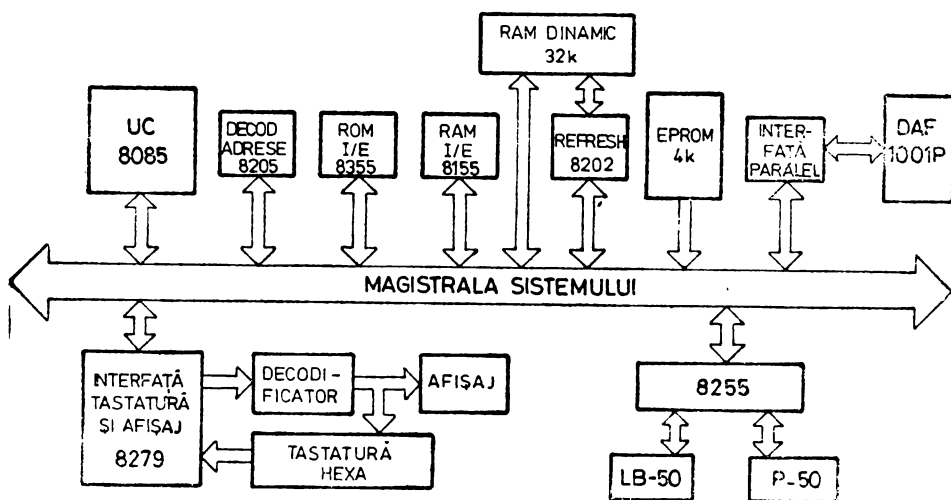 RAM DINAMIC
32k
UC
8085
DECOD
ADRESE
8205
ROM
I/E
8355
RAM
I/E
8155
REFRESH
8202
EPROM
4k
INTER-
FAȚĂ
PARALEL
DAF
1001P
MAGISTRALA SISTEMULUI
INTERFAȚĂ
TASTATURĂ
ȘI AFIȘAJ
8279
DECODI-
FICATOR
AFIȘAJ
TASTATURĂ
HEXA
8255
LB-50
P-50